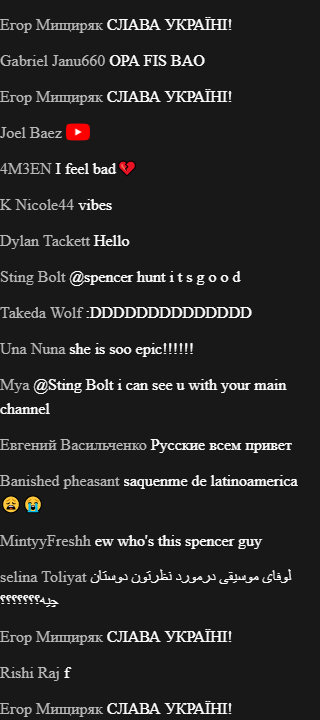 Егор Мищиряк СЛАВА УКРАЇНІ!
Gabriel Janu660 OPA FIS BAO
Егор Мищиряк СЛАВА УКРАЇНІ!
Joel Baez
4M3EN I feel bad💔
K Nicole44 vibes
Dylan Tackett Hello
Sting Bolt @spencer hunt i t s g o o d
Takeda Wolf :DDDDDDDDDDDDDD
Una Nuna she is soo epic!!!!!!
Mya @Sting Bolt i can see u with your main
channel
Евгений Васильченко Русские всем привет
Banished pheasant saquenme de latinoamerica
😩😭
MintyyFreshh ew who's this spencer guy
selina Toliyat لوفای موسیقی درمورد نظرتون دوستان
چیه؟؟؟؟؟؟؟
Егор Мищиряк СЛАВА УКРАЇНІ!
Rishi Raj f
Егор Мищиряк СЛАВА УКРАЇНІ!